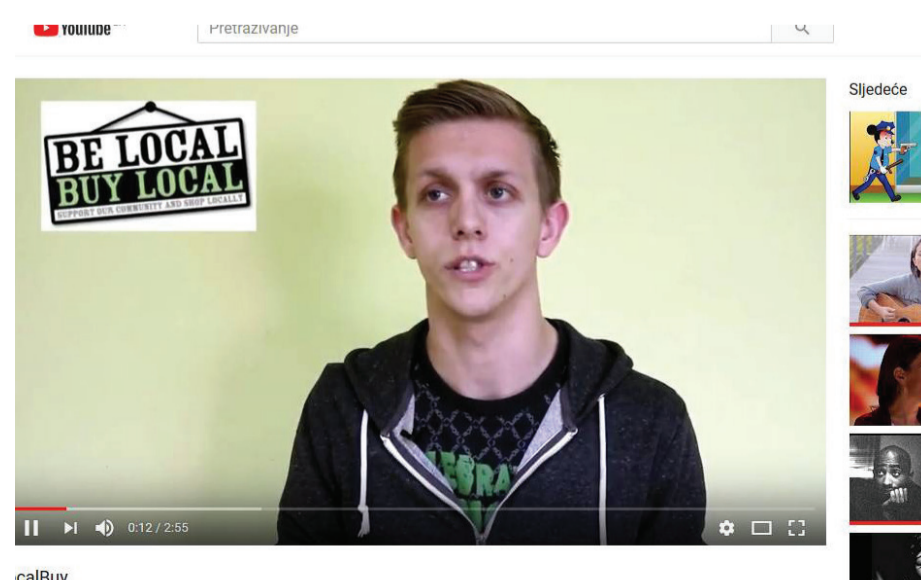 YouTube
Pretraživanje
Sljedeće
BE LOCAL
BUY LOCAL
SUPPORT OUR COMMUNITY AND SHOP LOCALLY
0:12 / 2:55
calBuy